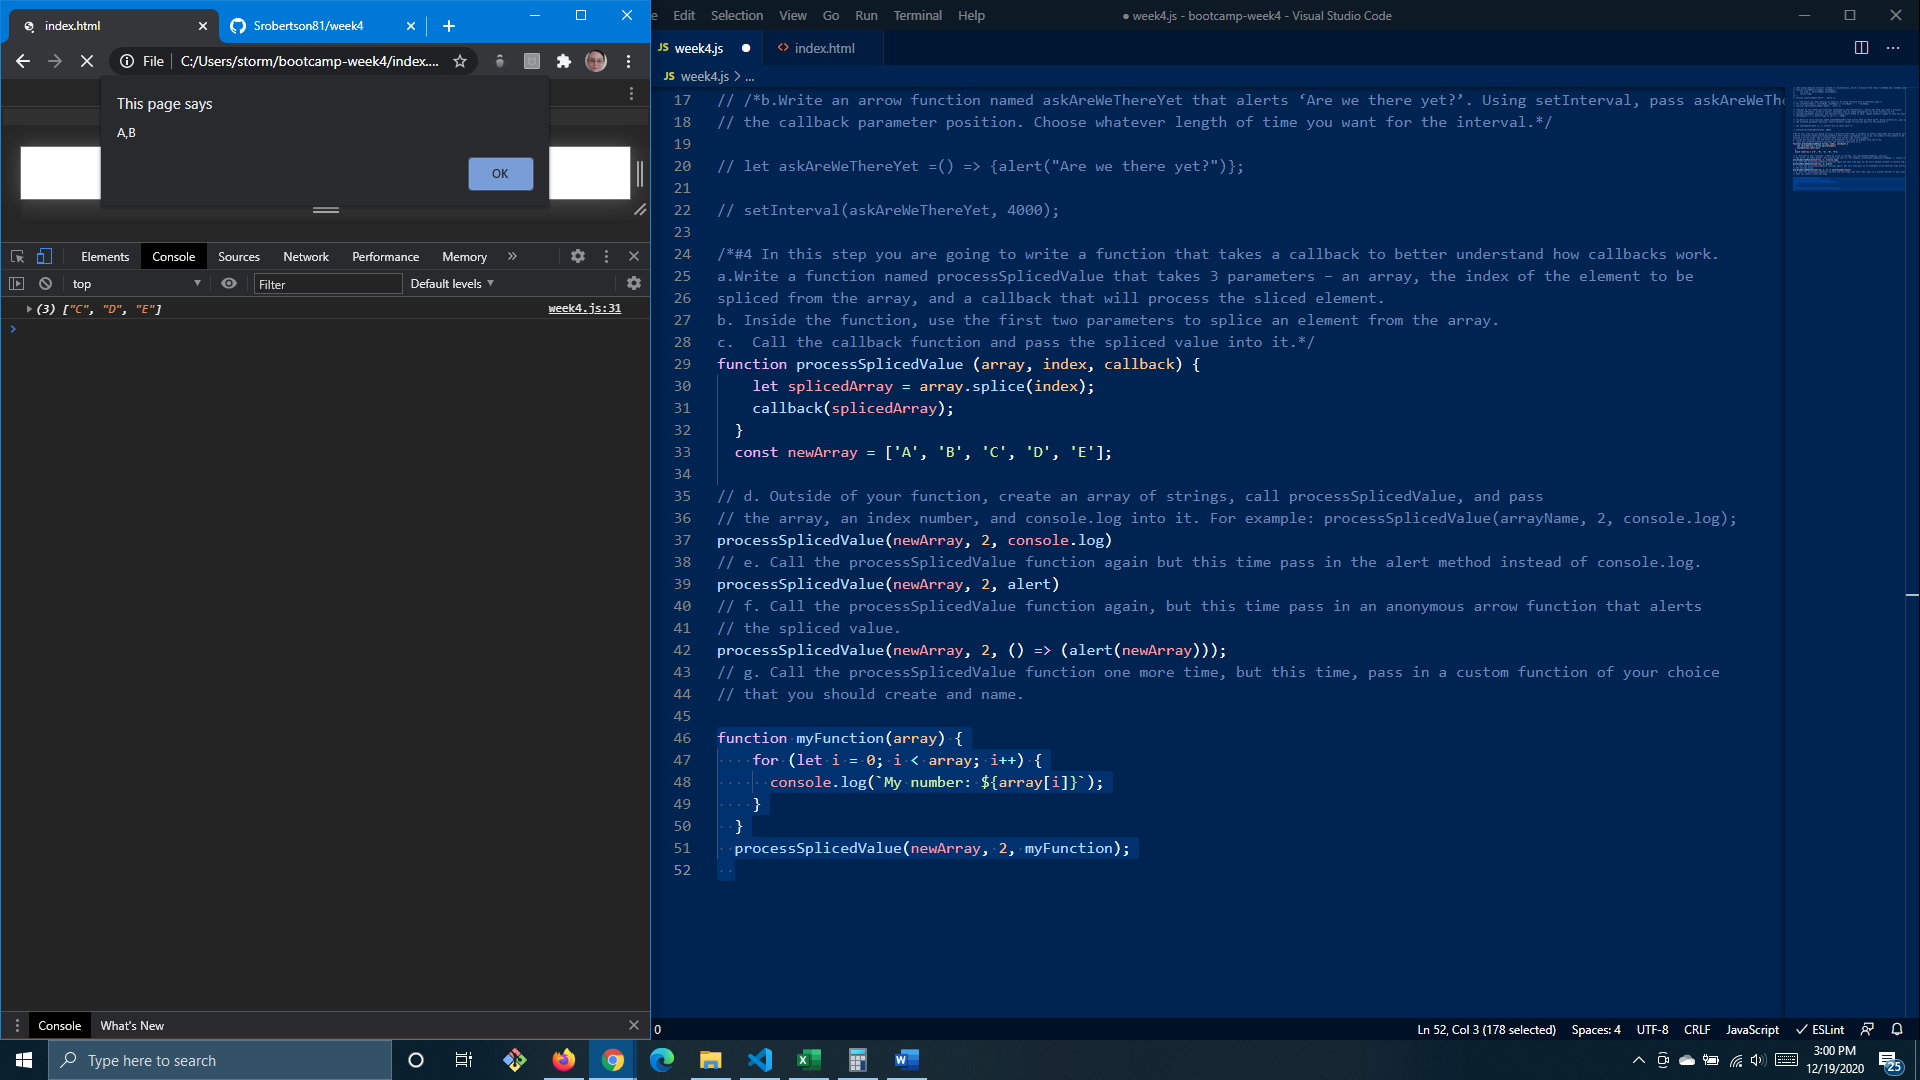 index.html
Srobertson81/week4
File
C:/Users/storm/bootcamp-week4/index....
This page says
A,B
OK
Elements
Console
Sources
Network
Performance
Memory
top
Filter
Default levels
(3) ["C", "D", "E"]
week4.js:31
Console
What's New
Edit
Selection
View
Go
Run
Terminal
Help
● week4.js - bootcamp-week4 - Visual Studio Code
JS week4.js
<> index.html
JS week4.js > ...
17 // /*b.Write an arrow function named askAreWeThereYet that alerts ‘Are we there yet?’. Using setInterval, pass askAreWeThe
18 // the callback parameter position. Choose whatever length of time you want for the interval.*/
19
20 // let askAreWeThereYet =() => {alert("Are we there yet?")};
21
22 // setInterval(askAreWeThereYet, 4000);
23
24 /*#4 In this step you are going to write a function that takes a callback to better understand how callbacks work.
25 a.Write a function named processSplicedValue that takes 3 parameters – an array, the index of the element to be
26 spliced from the array, and a callback that will process the sliced element.
27 b. Inside the function, use the first two parameters to splice an element from the array.
28 c.  Call the callback function and pass the spliced value into it.*/
29 function processSplicedValue (array, index, callback) {
30 let splicedArray = array.splice(index);
31 callback(splicedArray);
32 }
33 const newArray = ['A', 'B', 'C', 'D', 'E'];
34
35 // d. Outside of your function, create an array of strings, call processSplicedValue, and pass
36 // the array, an index number, and console.log into it. For example: processSplicedValue(arrayName, 2, console.log);
37 processSplicedValue(newArray, 2, console.log)
38 // e. Call the processSplicedValue function again but this time pass in the alert method instead of console.log.
39 processSplicedValue(newArray, 2, alert)
40 // f. Call the processSplicedValue function again, but this time pass in an anonymous arrow function that alerts
41 // the spliced value.
42 processSplicedValue(newArray, 2, () => (alert(newArray)));
43 // g. Call the processSplicedValue function one more time, but this time, pass in a custom function of your choice
44 // that you should create and name.
45
46 function myFunction(array) {
47 for (let i = 0; i < array; i++) {
48 console.log(`My number: ${array[i]}`);
49 }
50 }
51 processSplicedValue(newArray, 2, myFunction);
52
0
Ln 52, Col 3 (178 selected)
Spaces: 4
UTF-8
CRLF
JavaScript
ESLint
Type here to search
3:00 PM
12/19/2020
25